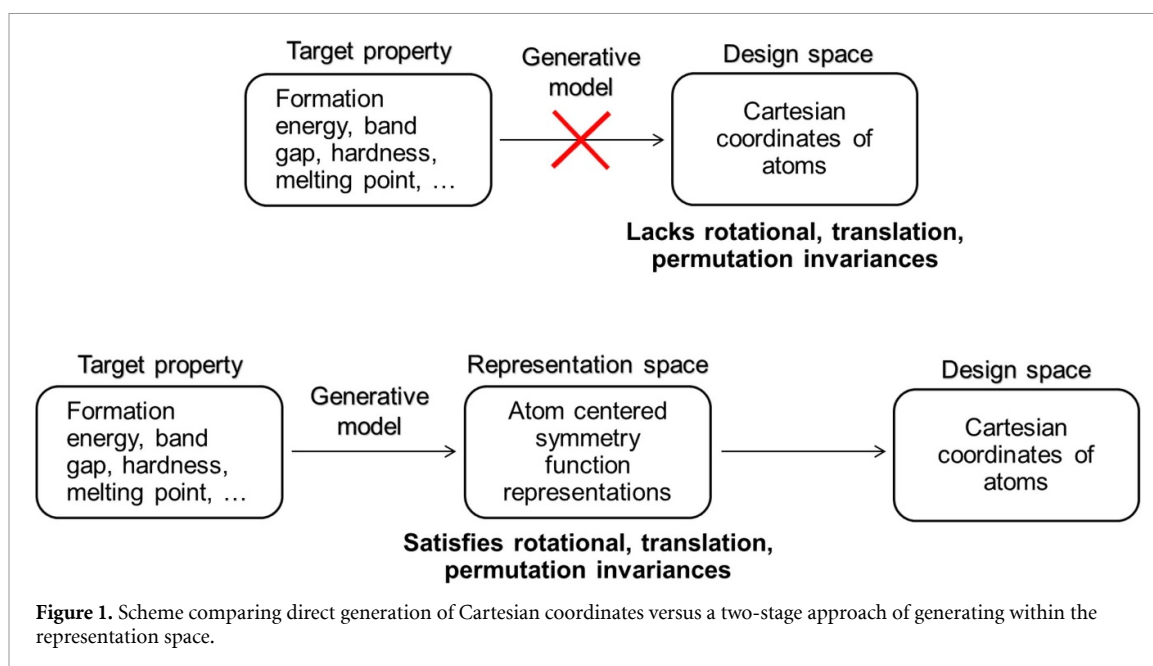 Target property
Generative
model
Design space
Formation
energy, band
gap, hardness,
melting point, …
Cartesian
coordinates of
atoms
Lacks rotational, translation,
permutation invariances
Target property
Generative
model
Representation space
Design space
Formation
energy, band
gap, hardness,
melting point, …
Atom centered
symmetry
function
representations
Cartesian
coordinates of
atoms
Satisfies rotational, translation,
permutation invariances
Figure 1. Scheme comparing direct generation of Cartesian coordinates versus a two-stage approach of generating within the
representation space.